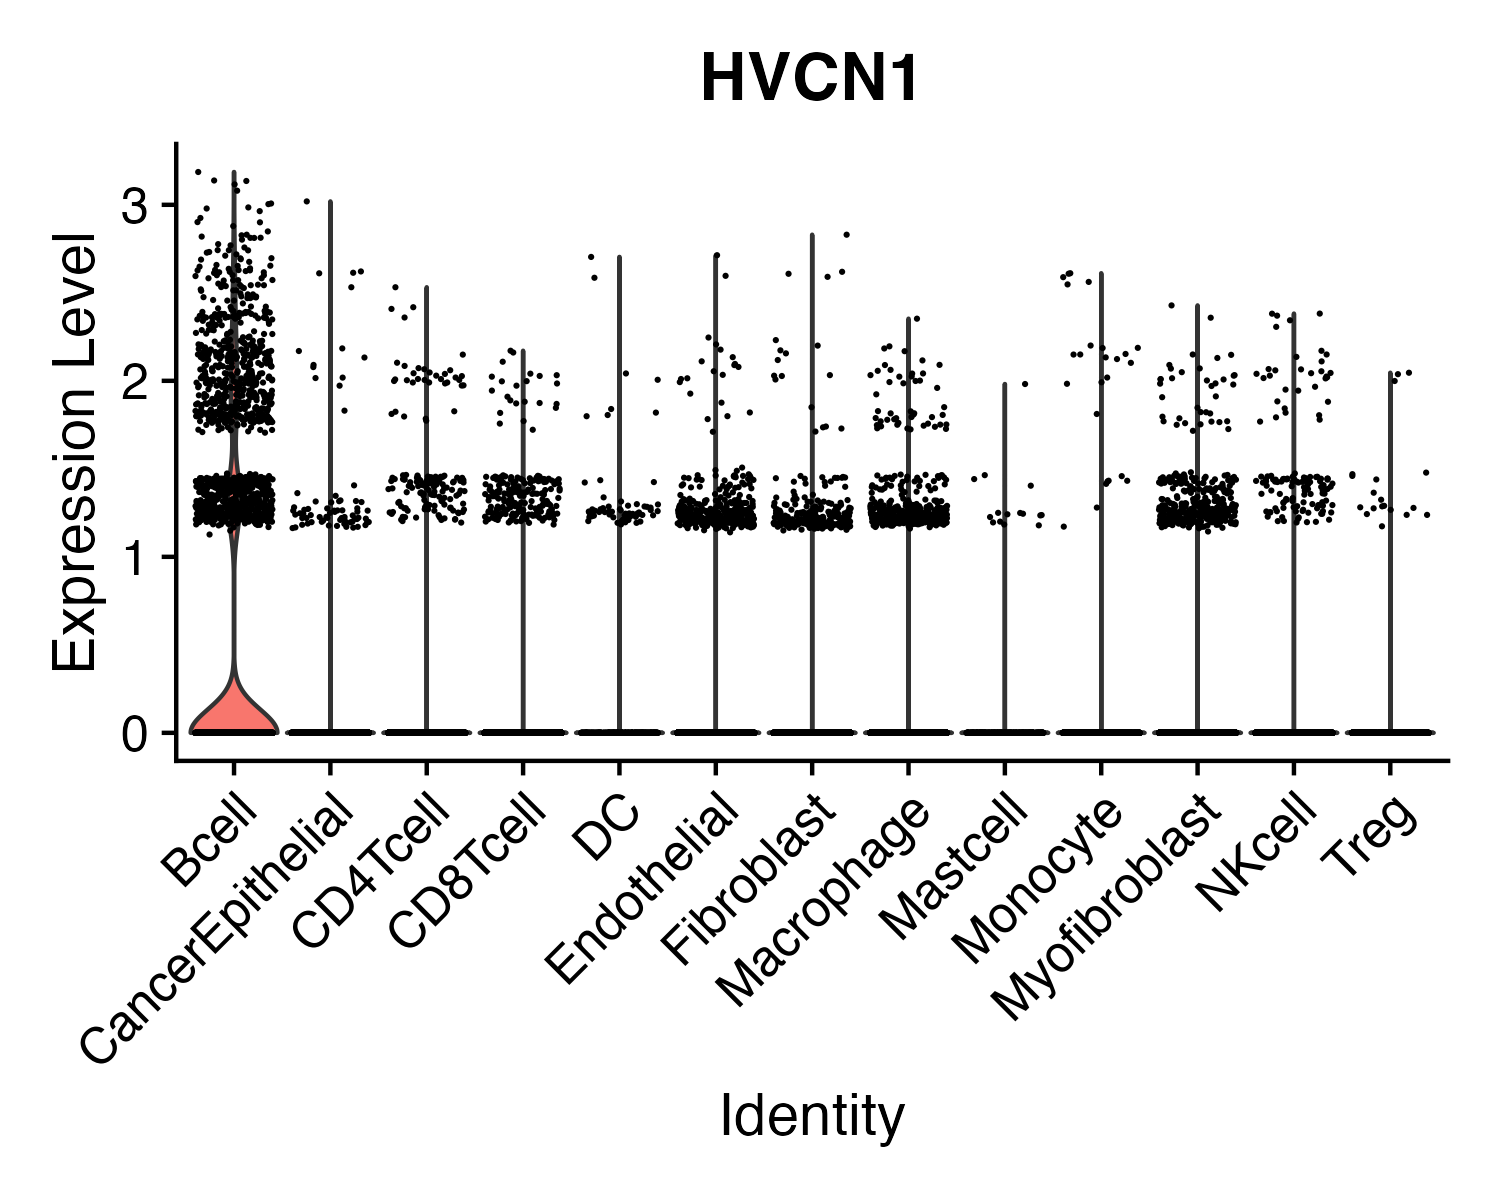 HVCN1
Expression Level
3
2
1
0
Bcell
CancerEpithelial
CD4Tcell
CD8Tcell
DC
Endothelial
Fibroblast
Macrophage
Mastcell
Monocyte
Myofibroblast
NKcell
Treg
Identity